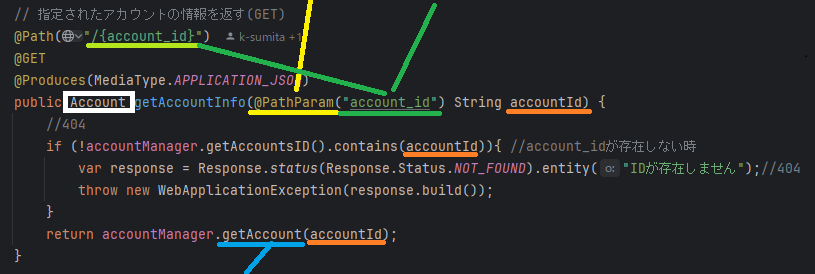 // 指定されたアカウントの情報を返す(GET)
@Path("/{account_id}") k-sumita +1
@GET
@Produces(MediaType.APPLICATION_JSON)
public Account getAccountInfo(@PathParam("account_id") String accountId) {
//404
if (!accountManager.getAccountsID().contains(accountId)){ //account_idが存在しない時
var response = Response.status(Response.Status.NOT_FOUND).entity( o: "IDが存在しません");//404
throw new WebApplicationException(response.build());
}
return accountManager.getAccount(accountId);
}